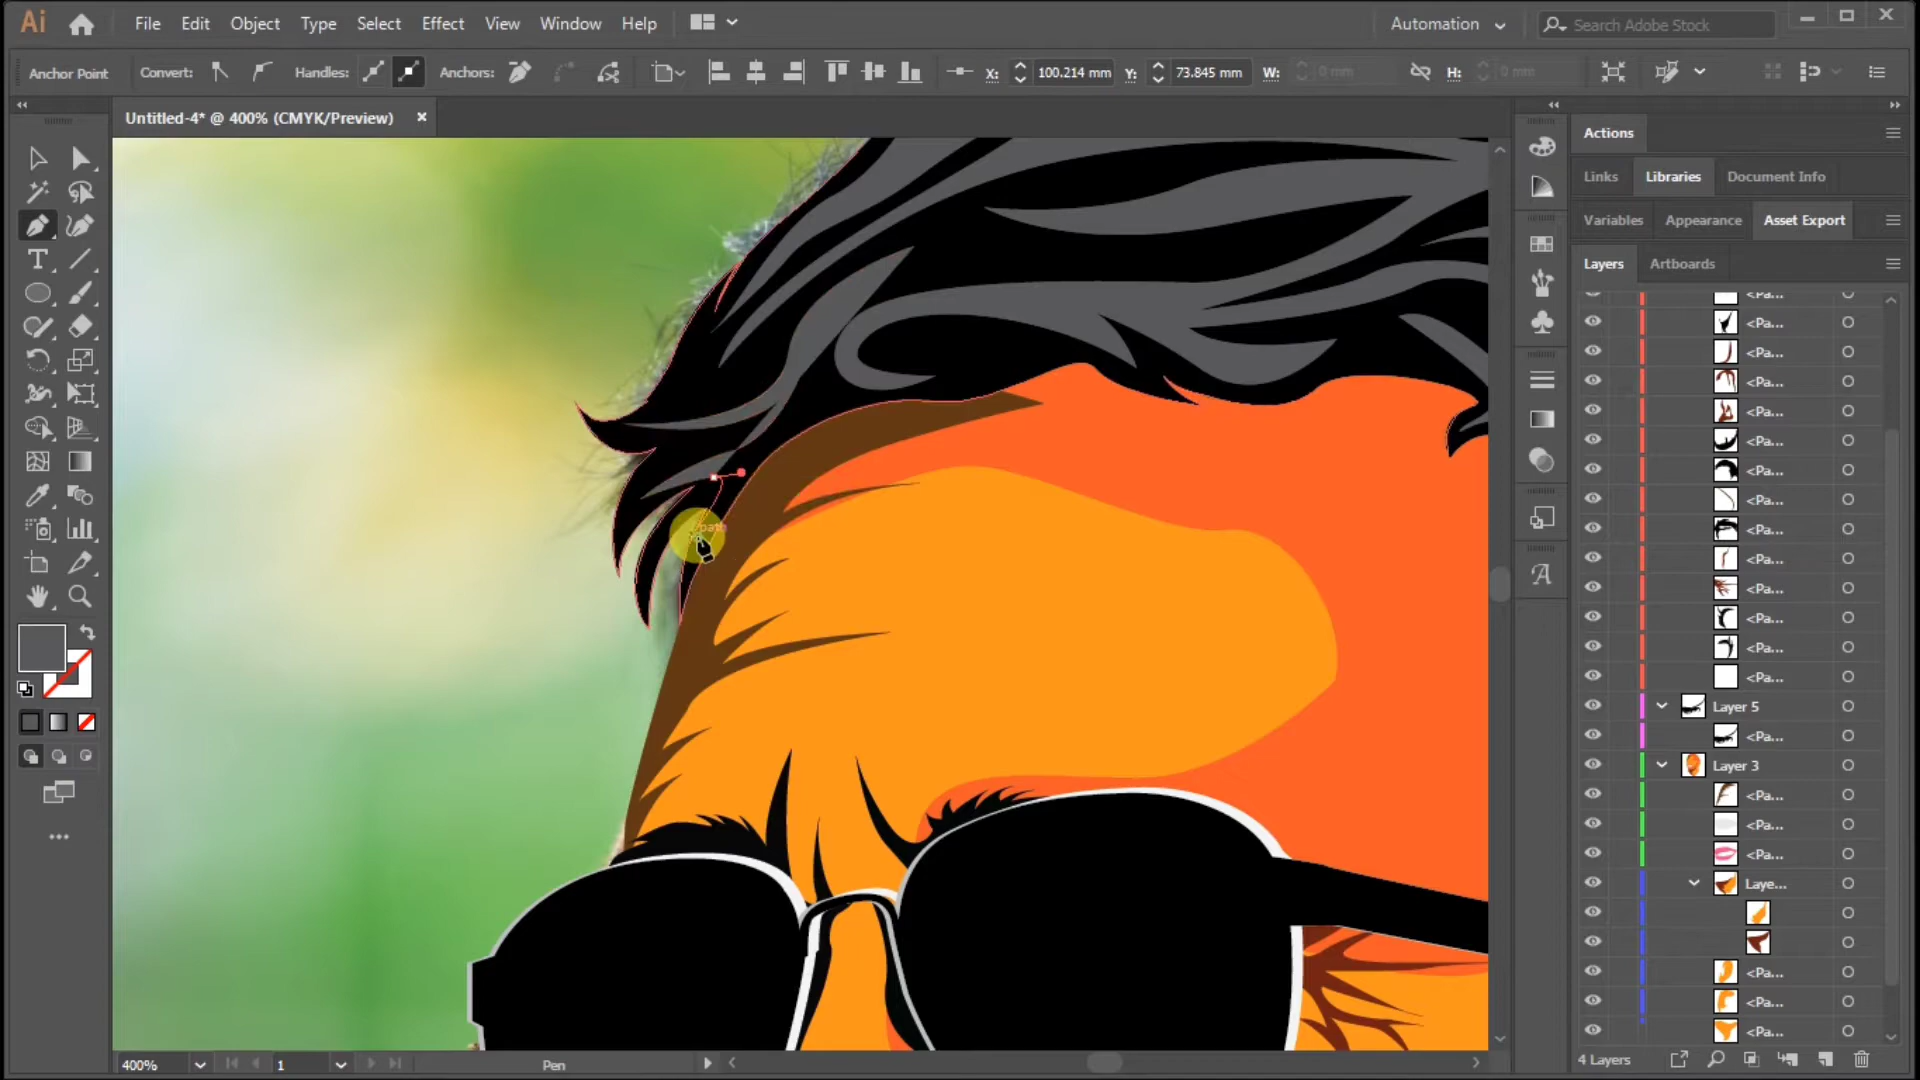 Ai File Edit Object Type Select Effect View Window Help Automation Search Adobe Stock
Anchor Point Convert: Handles: Anchors: X: 100.214 mm Y: 73.845 mm W: 0 mm H: 0 mm
Untitled-4* @ 400% (CMYK/Preview)
Actions
Links Libraries Document Info
Variables Appearance Asset Export
Layers Artboards
<Pa...
<Pa...
<Pa...
<Pa...
<Pa...
<Pa...
<Pa...
<Pa...
<Pa...
<Pa...
<Pa...
<Pa...
<Pa...
<Pa...
Layer 5
<Pa...
Layer 3
<Pa...
<Pa...
<Pa...
Laye...
<Pa...
<Pa...
<Pa...
path
400% 1 Pen
4 Layers